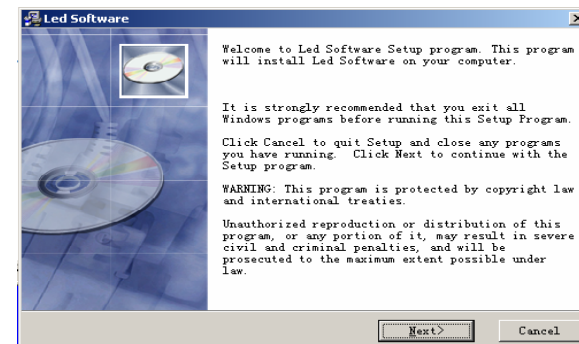 Led Software
Welcome to Led Software Setup program. This program
will install Led Software on your computer.
It is strongly recommended that you exit all
Windows programs before running this Setup Program.
Click Cancel to quit Setup and close any programs
you have running. Click Next to continue with the
Setup program.
WARNING: This program is protected by copyright law
and international treaties.
Unauthorized reproduction or distribution of this
program, or any portion of it, may result in severe
civil and criminal penalties, and will be
prosecuted to the maximum extent possible under
law.
Next> Cancel